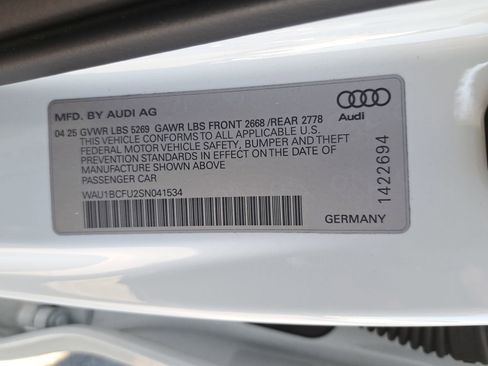 MFD. BY AUDI AG
04 25 GVWR LBS 5269 GAWR LBS FRONT 2668 /REAR 2778
THIS VEHICLE CONFORMS TO ALL APPLICABLE U.S.
FEDERAL MOTOR VEHICLE SAFETY, BUMPER AND THEFT
PREVENTION STANDARDS IN EFFECT ON THE DATE OF
MANUFACTURE SHOWN ABOVE
PASSENGER CAR
WAU1BCFU2SN041534
Audi
1422694
GERMANY